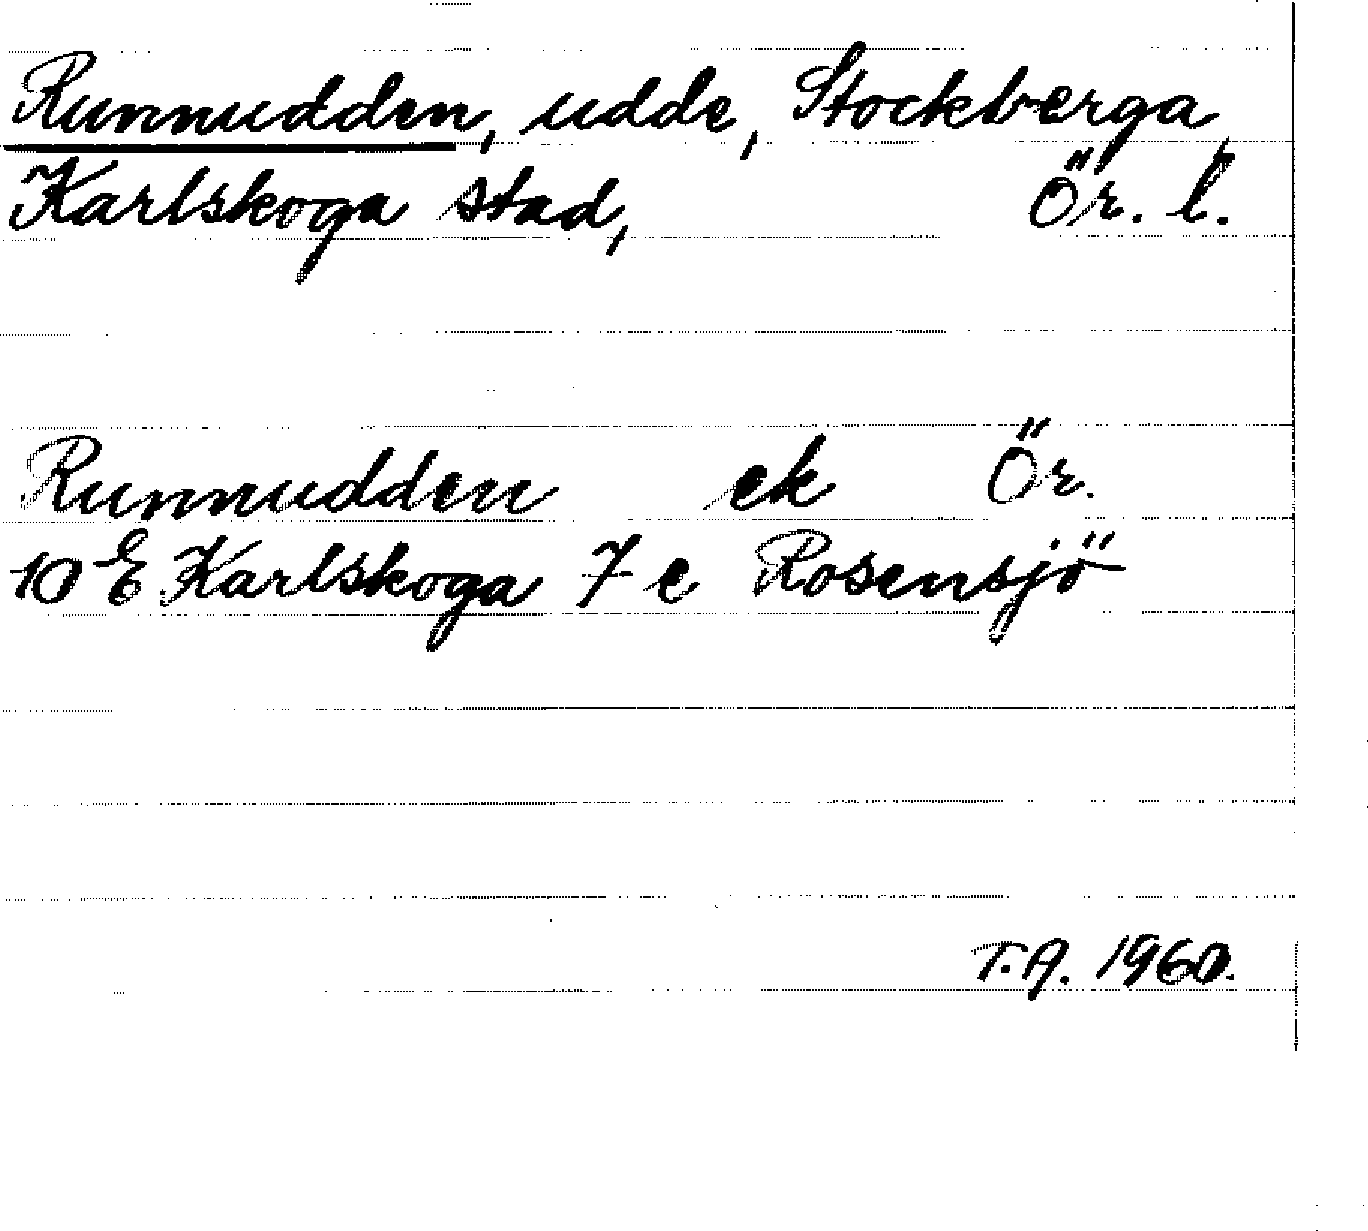 Runnudden, udde, Stockberga,
Karlskoga stad, Ör. l.
Runnudden ek Ör.
10 E Karlskoga 7 e Rosensjö
T.A. 1960.